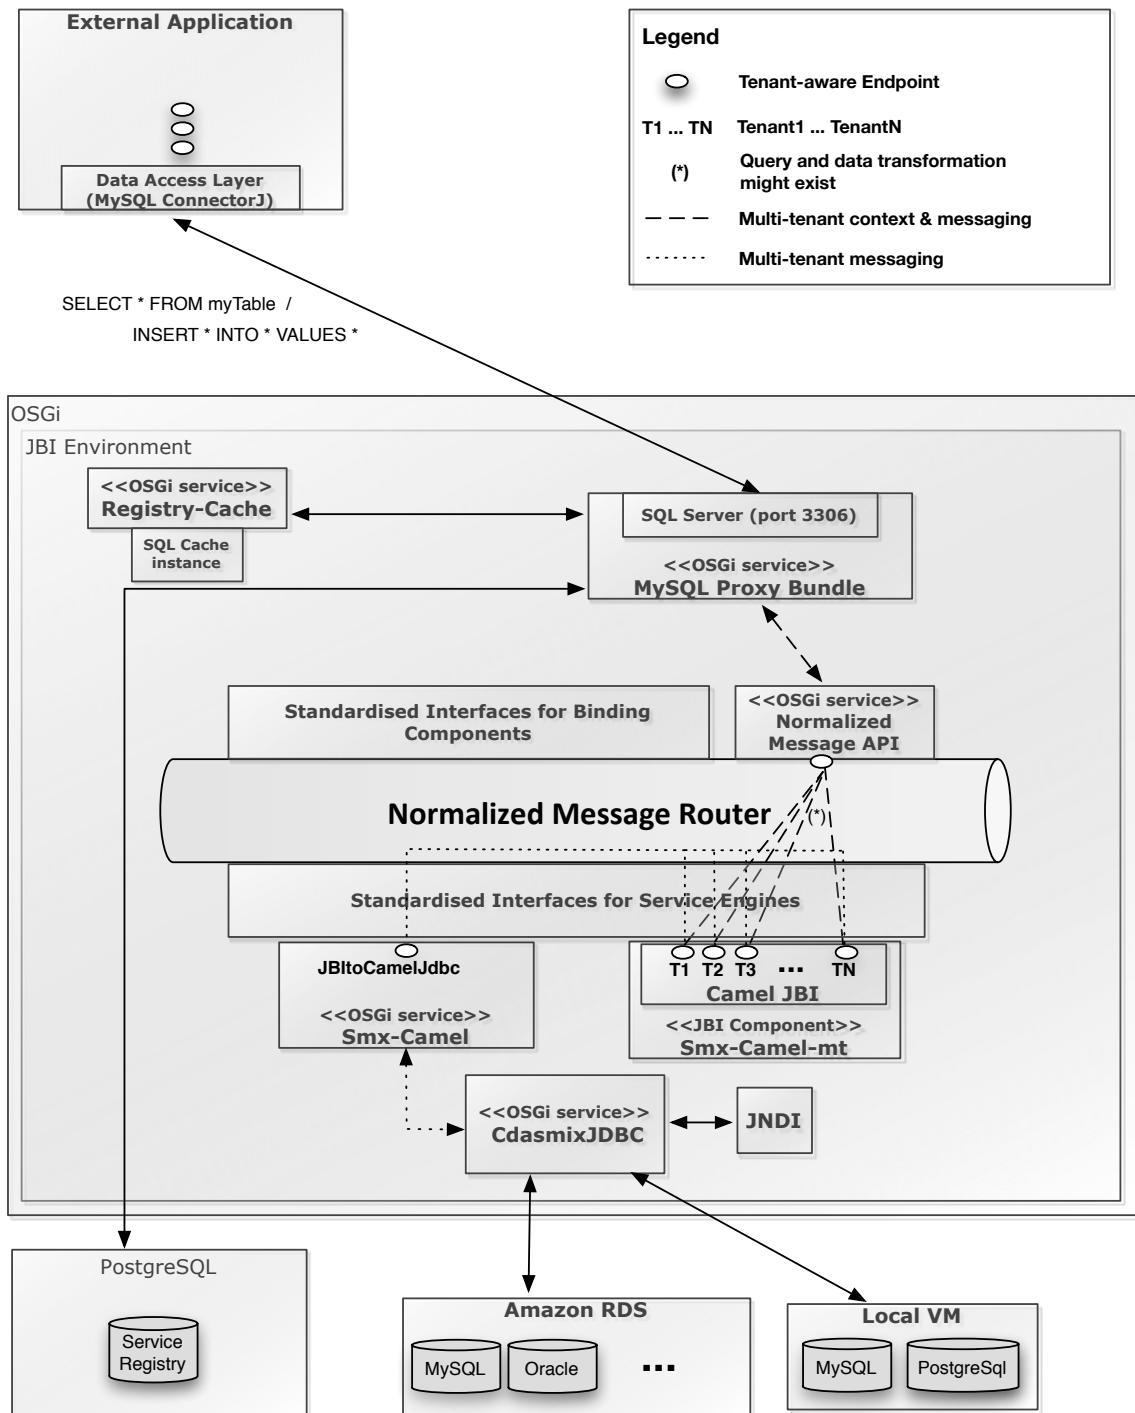 External Application
Data Access Layer
(MySQL ConnectorJ)
Legend
Tenant-aware Endpoint
T1 ... TN
Tenant1 ... TenantN
(*)
Query and data transformation
might exist
Multi-tenant context & messaging
Multi-tenant messaging
SELECT * FROM myTable /
INSERT * INTO * VALUES *
OSGi
JBI Environment
<<OSGi service>>
Registry-Cache
SQL Cache
instance
SQL Server (port 3306)
<<OSGi service>>
MySQL Proxy Bundle
Standardised Interfaces for Binding
Components
<<OSGi service>>
Normalized
Message API
Normalized Message Router
(*)
Standardised Interfaces for Service Engines
JBItoCamelJdbc
<<OSGi service>>
Smx-Camel
T1 T2 T3 ... TN
Camel JBI
<<JBI Component>>
Smx-Camel-mt
<<OSGi service>>
CdasmixJDBC
JNDI
PostgreSQL
Service
Registry
Amazon RDS
MySQL
Oracle
...
Local VM
MySQL
PostgreSql